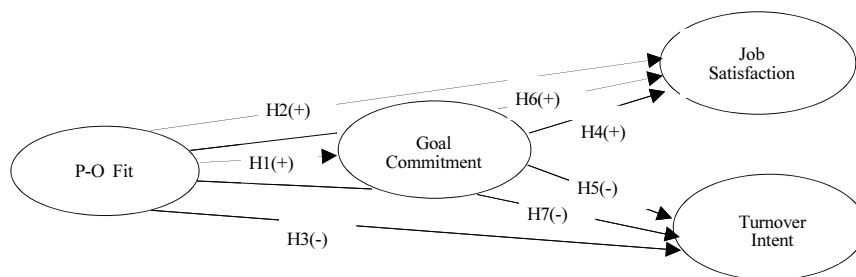 Job
Satisfaction
H2(+)
H6(+)
H4(+)
Goal
Commitment
H1(+)
P-O Fit
H5(-)
H7(-)
H3(-)
Turnover
Intent